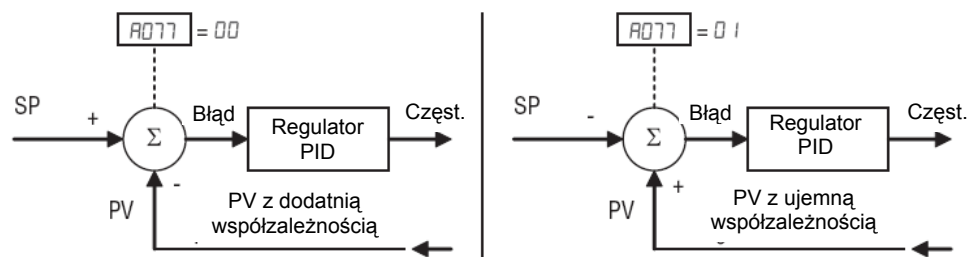 A077 = 00
SP
+
Σ
Błąd
Regulator
PID
Częst.
-
PV
PV z dodatnią
współzależnością
A077 = 01
SP
-
Σ
Błąd
Regulator
PID
Częst.
+
PV
PV z ujemną
współzależnością